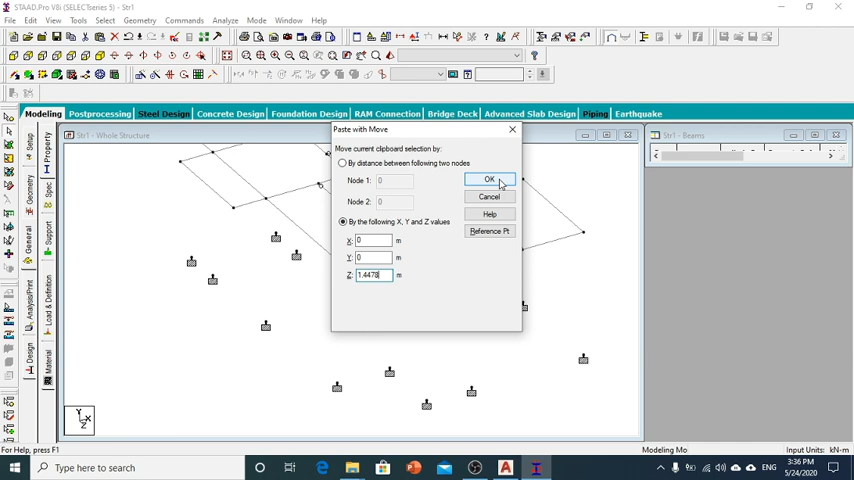 STAAD.Pro V8i (SELECTseries 5) - Str1
File Edit View Tools Select Geometry Commands Analyze Mode Window Help
Modeling Postprocessing Steel Design Concrete Design Foundation Design RAM Connection Bridge Deck Advanced Slab Design Piping Earthquake
Setup
Geometry
General
Analysis/Print
Design
Property
Spec
Support
Load & Definition
Material
Str1 - Whole Structure
Str1 - Beams
Paste with Move
Move current clipboard selection by:
By distance between following two nodes
Node 1: 0
Node 2: 0
By the following X, Y and Z values
X: 0 m
Y: 0 m
Z: 1.4478 m
OK
Cancel
Help
Reference Pt
Y
X
Z
For Help, press F1
Modeling Mo
Input Units: kN-m
Type here to search
ENG
3:36 PM
5/24/2020